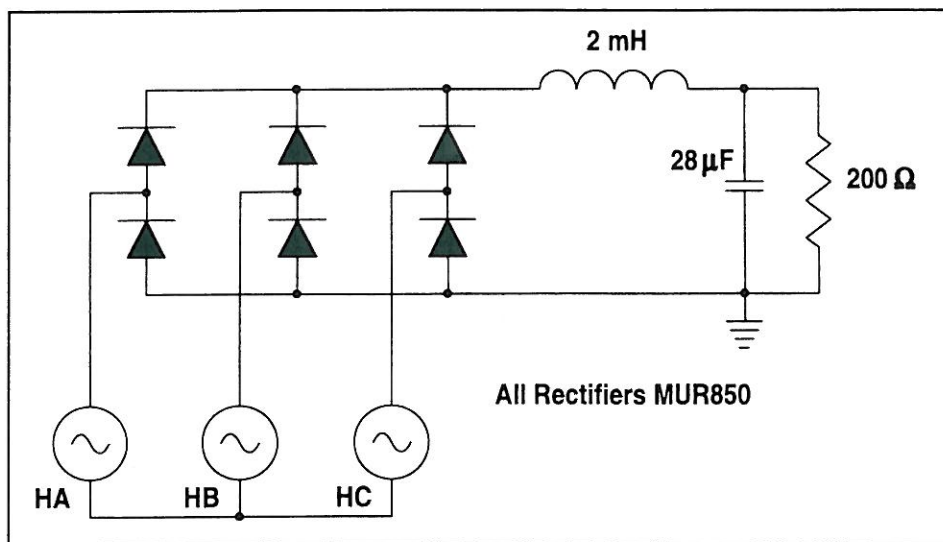 2 mH
28 µF
200 Ω
All Rectifiers MUR850
HA
HB
HC